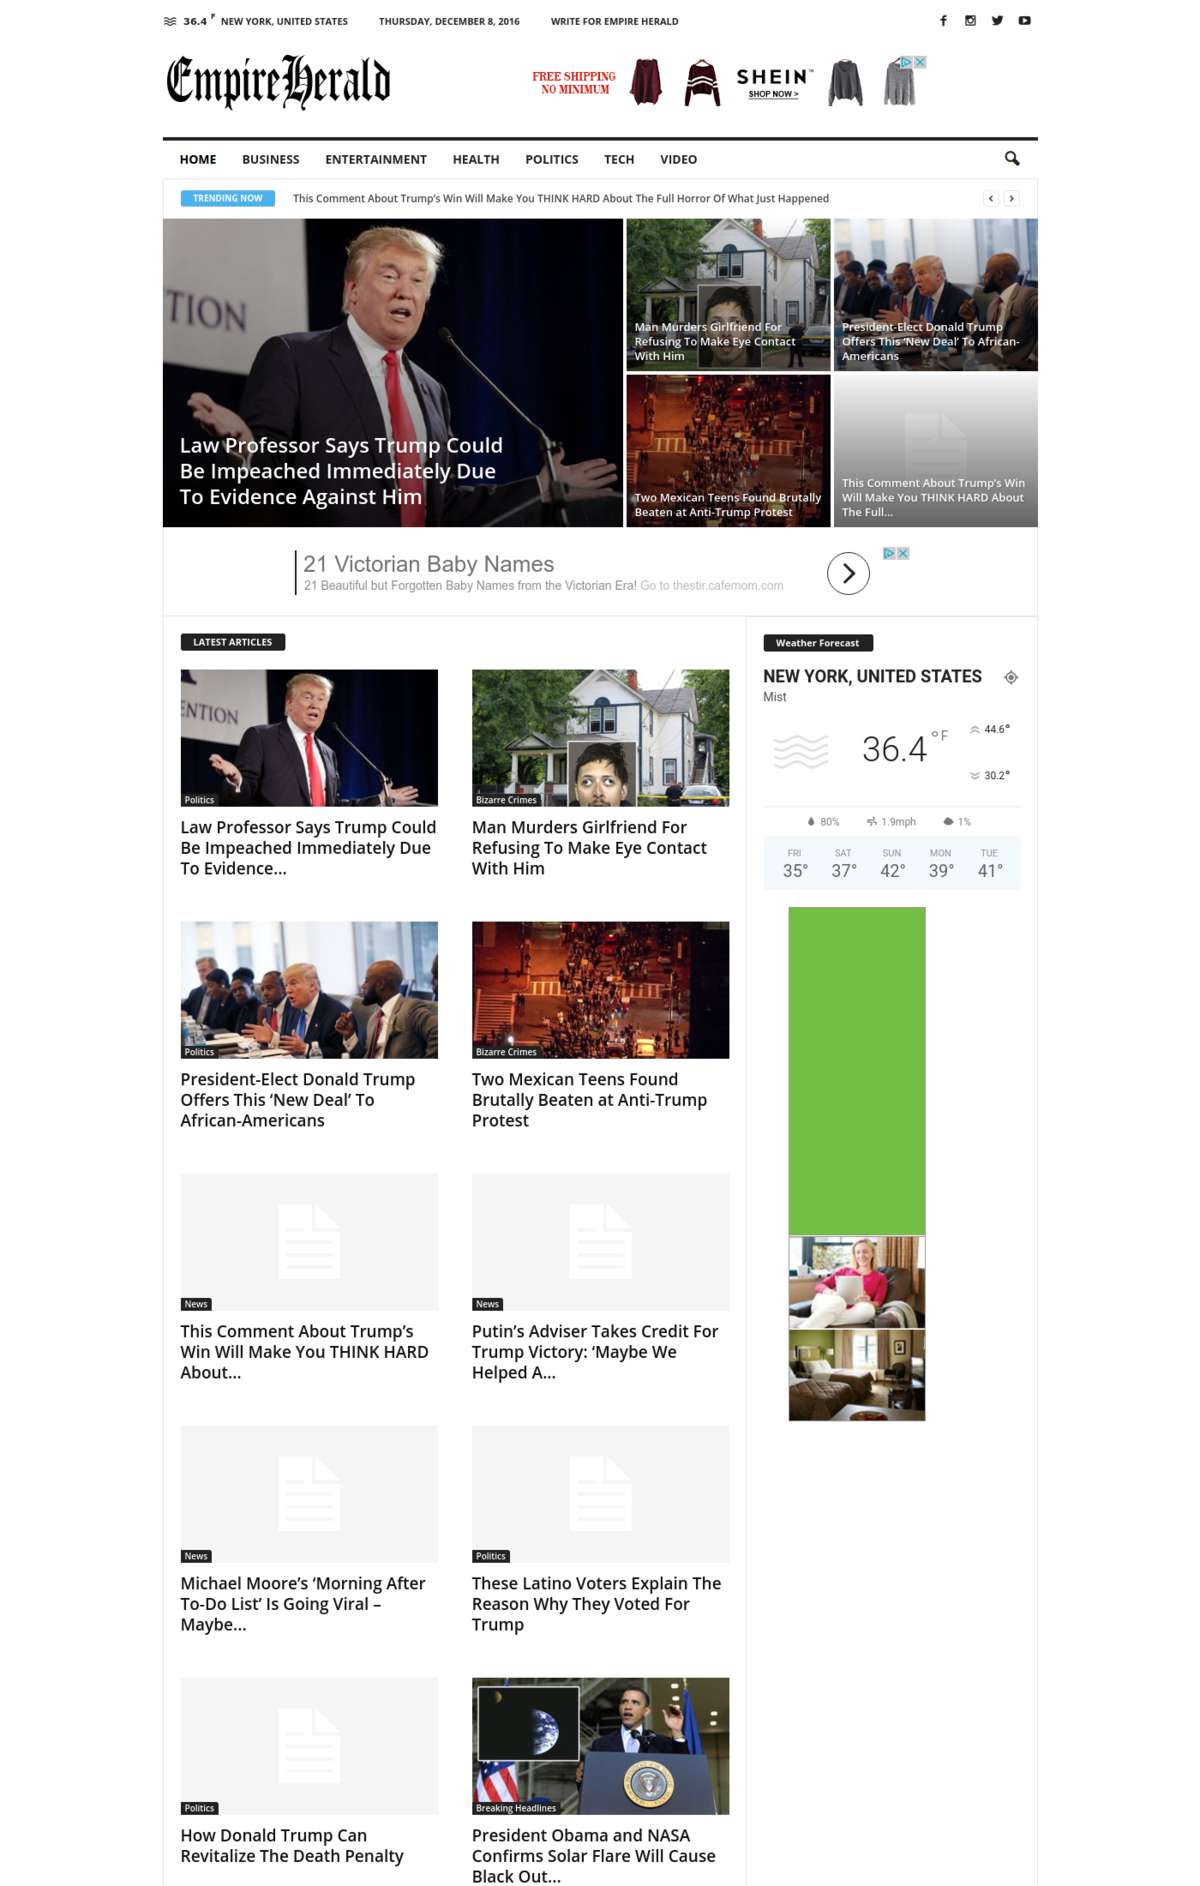 36.4 F NEW YORK, UNITED STATES THURSDAY, DECEMBER 8, 2016 WRITE FOR EMPIRE HERALD
EmpireHerald
FREE SHIPPING
NO MINIMUM
SHEIN™
SHOP NOW >
HOME BUSINESS ENTERTAINMENT HEALTH POLITICS TECH VIDEO
TRENDING NOW This Comment About Trump's Win Will Make You THINK HARD About The Full Horror Of What Just Happened
TION
Law Professor Says Trump Could
Be Impeached Immediately Due
To Evidence Against Him
Man Murders Girlfriend For
Refusing To Make Eye Contact
With Him
President-Elect Donald Trump
Offers This ‘New Deal’ To African-
Americans
Two Mexican Teens Found Brutally
Beaten at Anti-Trump Protest
This Comment About Trump’s Win
Will Make You THINK HARD About
The Full...
21 Victorian Baby Names
21 Beautiful but Forgotten Baby Names from the Victorian Era! Go to thestir.cafemom.com
LATEST ARTICLES
ENTION
Politics
Law Professor Says Trump Could
Be Impeached Immediately Due
To Evidence...
Bizarre Crimes
Man Murders Girlfriend For
Refusing To Make Eye Contact
With Him
Politics
President-Elect Donald Trump
Offers This ‘New Deal’ To
African-Americans
Bizarre Crimes
Two Mexican Teens Found
Brutally Beaten at Anti-Trump
Protest
News
This Comment About Trump’s
Win Will Make You THINK HARD
About...
News
Putin’s Adviser Takes Credit For
Trump Victory: ‘Maybe We
Helped A...
News
Michael Moore’s ‘Morning After
To-Do List’ Is Going Viral –
Maybe...
Politics
These Latino Voters Explain The
Reason Why They Voted For
Trump
Politics
How Donald Trump Can
Revitalize The Death Penalty
Breaking Headlines
President Obama and NASA
Confirms Solar Flare Will Cause
Black Out...
Weather Forecast
NEW YORK, UNITED STATES
Mist
36.4 °F
44.6°
30.2°
80% 1.9mph 1%
FRI SAT SUN MON TUE
35° 37° 42° 39° 41°